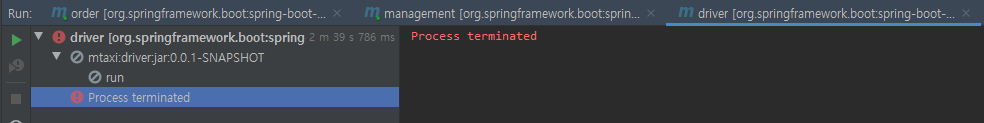 Run: order [org.springframework.boot:spring-boot-... management [org.springframework.boot:sprin... driver [org.springframework.boot:spring-boot-...
driver [org.springframework.boot:spring 2 m 39 s 786 ms
mtaxi:driver:jar:0.0.1-SNAPSHOT
run
Process terminated
Process terminated